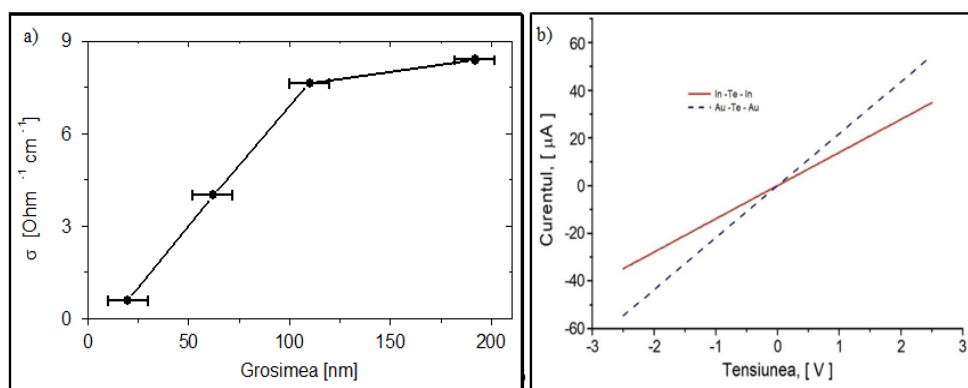 a)
9
6
3
0
σ [Ohm ⁻¹ cm ⁻¹]
0 50 100 150 200
Grosimea [nm]
b)
60
40
20
0
-20
-40
-60
Curentul, [ μA ]
In -Te - In
Au -Te - Au
-3 -2 -1 0 1 2 3
Tensiunea, [ V ]